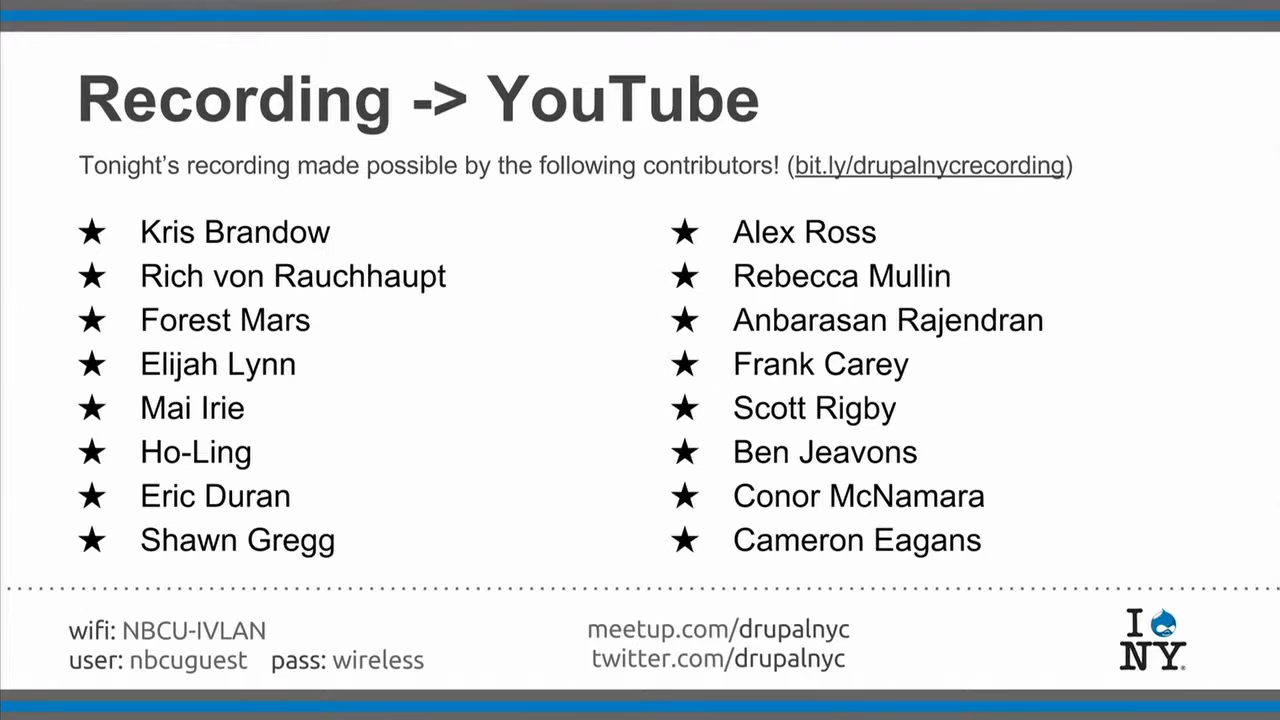 Recording -> YouTube
Tonight's recording made possible by the following contributors! (bit.ly/drupalnycrecording)
★ Kris Brandow
★ Rich von Rauchhaupt
★ Forest Mars
★ Elijah Lynn
★ Mai Irie
★ Ho-Ling
★ Eric Duran
★ Shawn Gregg
★ Alex Ross
★ Rebecca Mullin
★ Anbarasan Rajendran
★ Frank Carey
★ Scott Rigby
★ Ben Jeavons
★ Conor McNamara
★ Cameron Eagans
wifi: NBCU-IVLAN
user: nbcuguest pass: wireless
meetup.com/drupalnyc
twitter.com/drupalnyc
I
NY®